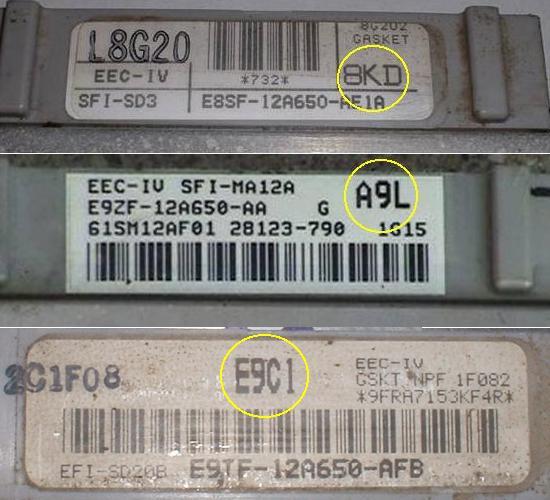 L8G20
8G202
GASKET
EEC-IV
*732*
8KD
SFI-SD3
E8SF-12A650-AE1A
EEC-IV SFI-MA12A
A9L
E9ZF-12A650-AA G
61SM12AF01 28123-790 1015
2C1F08
E9C1
EEC-IV
GSKT NPF 1F082
*9FRA7153KF4R*
EFI-SD20B
E9TF-12A650-AFB